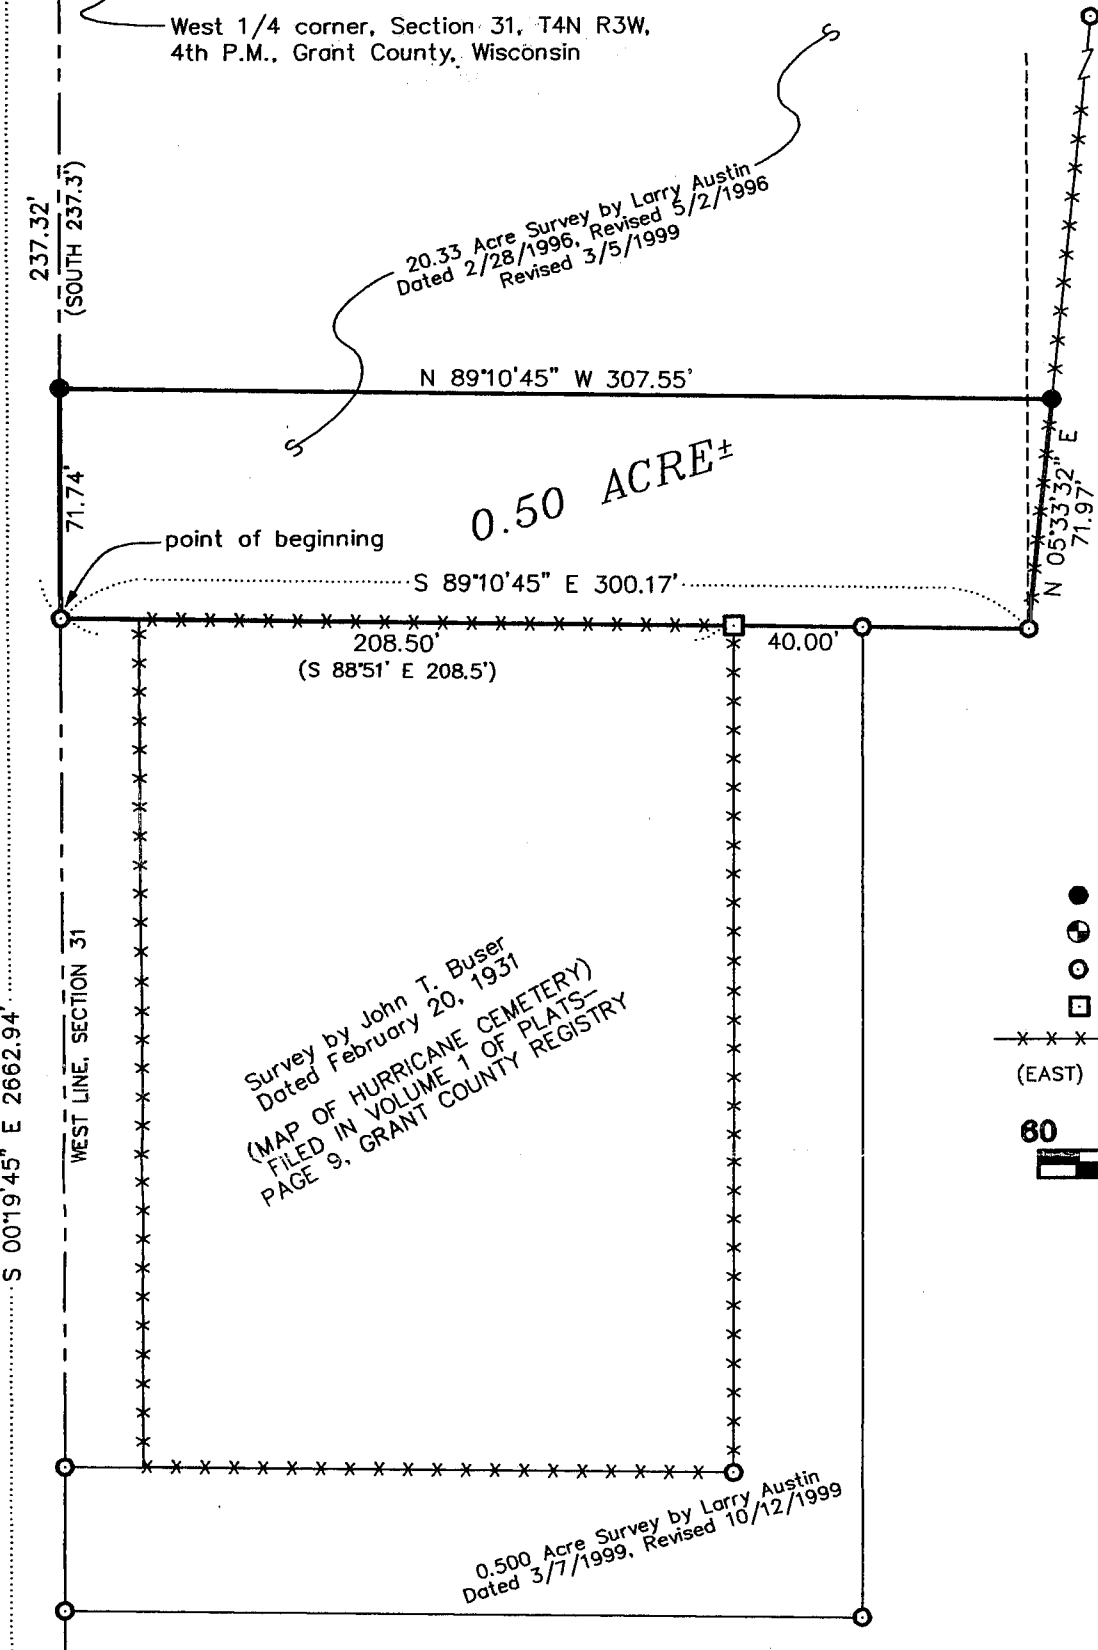 West 1/4 corner, Section 31, T4N R3W,
4th P.M., Grant County, Wisconsin
237.32'
(SOUTH 237.3')
S
20.33 Acre Survey by Larry Austin
Dated 2/28/1996, Revised 5/2/1996
Revised 3/5/1999
S
N 89°10'45" W 307.55'
71.74'
0.50 ACRE±
N 05°33'32" E
71.97'
point of beginning
S 89°10'45" E 300.17'
208.50'
(S 88°51' E 208.5')
40.00'
S 00°19'45" E 2662.94'
WEST LINE, SECTION 31
Survey by John T. Buser
Dated February 20, 1931
(MAP OF HURRICANE CEMETERY)
FILED IN VOLUME 1 OF PLATS–
PAGE 9, GRANT COUNTY REGISTRY
(EAST)
60
0.500 Acre Survey by Larry Austin
Dated 3/7/1999, Revised 10/12/1999